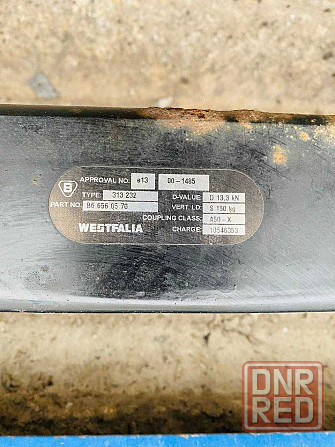 APPROVAL NO. e13 00-1485
TYPE: 313 232 D-VALUE: D 13,3 kN
PART NO. B6 656 05 70 VERT. LD: S 150 kg
COUPLING CLASS: A50-X
WESTFALIA CHARGE: 10546353
B
DNR
RED